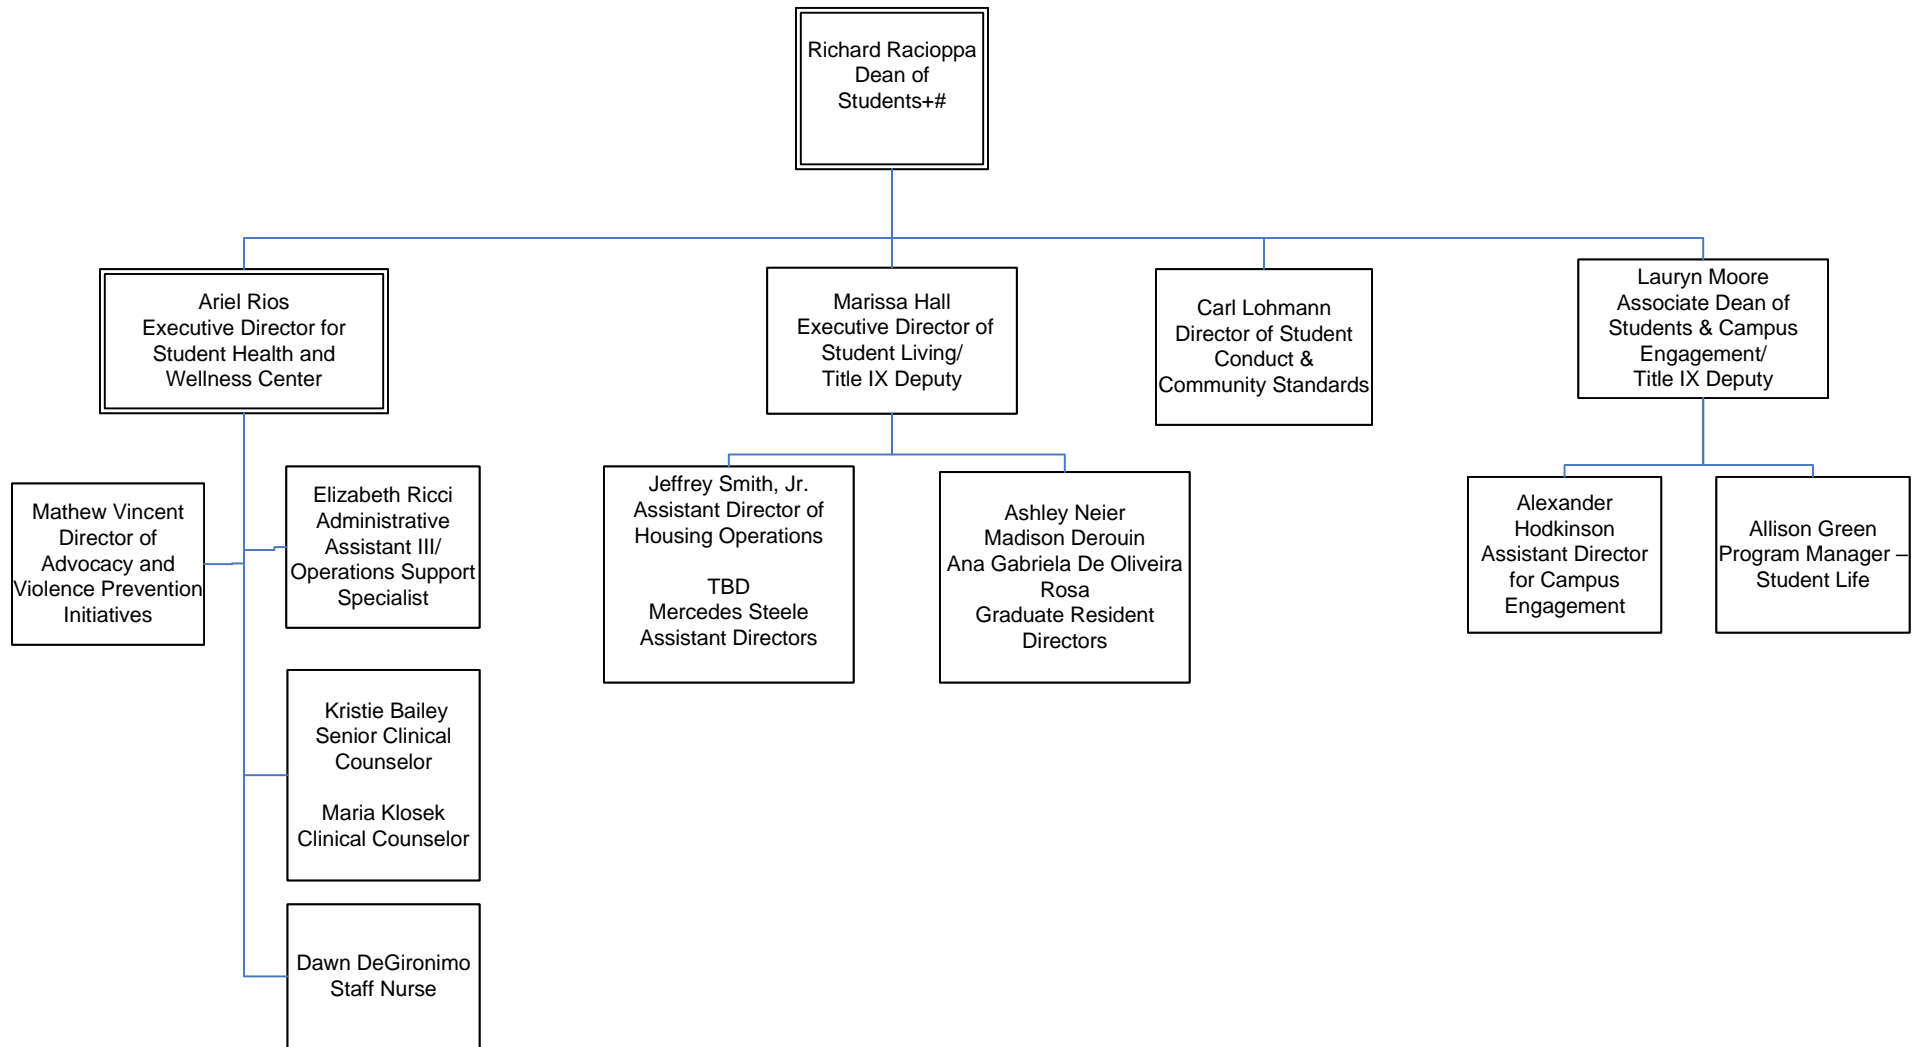 Richard Racioppa
Dean of
Students+#
Ariel Rios
Executive Director for
Student Health and
Wellness Center
Marissa Hall
Executive Director of
Student Living/
Title IX Deputy
Carl Lohmann
Director of Student
Conduct &
Community Standards
Lauryn Moore
Associate Dean of
Students & Campus
Engagement/
Title IX Deputy
Mathew Vincent
Director of
Advocacy and
Violence Prevention
Initiatives
Elizabeth Ricci
Administrative
Assistant III/
Operations Support
Specialist
Kristie Bailey
Senior Clinical
Counselor
Maria Klosek
Clinical Counselor
Dawn DeGironimo
Staff Nurse
Jeffrey Smith, Jr.
Assistant Director of
Housing Operations
TBD
Mercedes Steele
Assistant Directors
Ashley Neier
Madison Derouin
Ana Gabriela De Oliveira
Rosa
Graduate Resident
Directors
Alexander
Hodkinson
Assistant Director
for Campus
Engagement
Allison Green
Program Manager –
Student Life